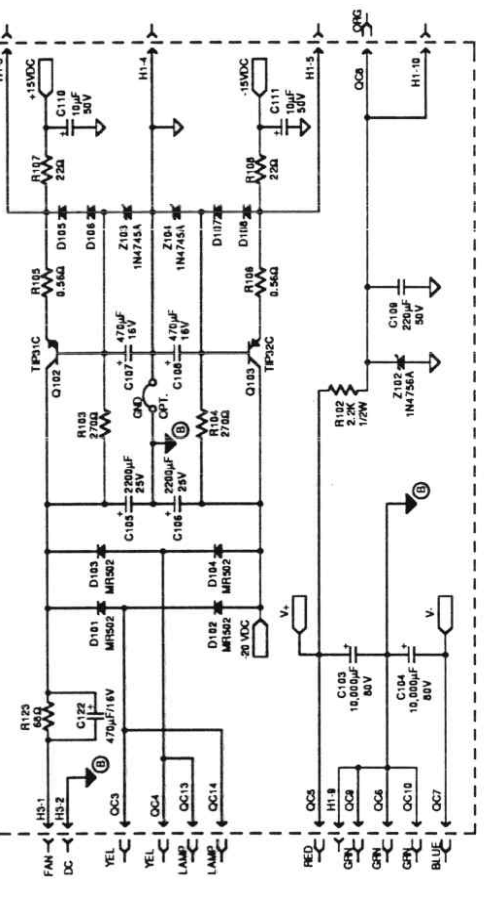 ORG
H1-4
H1-5
QC8
H1-10
+15VDC
C110
10µF
50V
-15VDC
C111
10µF
50V
R107
22Ω
R108
22Ω
D105
D106
Z103
1N4745A
Z104
1N4745A
D107
D108
R105
0.56Ω
R106
0.56Ω
C109
220µF
50V
TIP31C
Q102
470µF
16V
C107
470µF
16V
C108
TIP32C
Q103
Z102
1N4756A
R102
2.2K
1/2W
GND
OPT.
R103
270Ω
R104
270Ω
B
2200µF
25V
C105
2200µF
25V
C106
B
D103
MR502
D104
MR502
D101
MR502
D102
MR502
-20 VDC
V+
V-
C103
10,000µF
80V
C104
10,000µF
80V
R123
68Ω
C122
470µF/16V
B
H3-1
H3-2
QC3
QC4
QC13
QC14
QC5
H1-9
QC9
QC6
QC10
QC7
FAN
DC
YEL
YEL
LAMP
LAMP
RED
GRN
GRN
GRN
BLUE